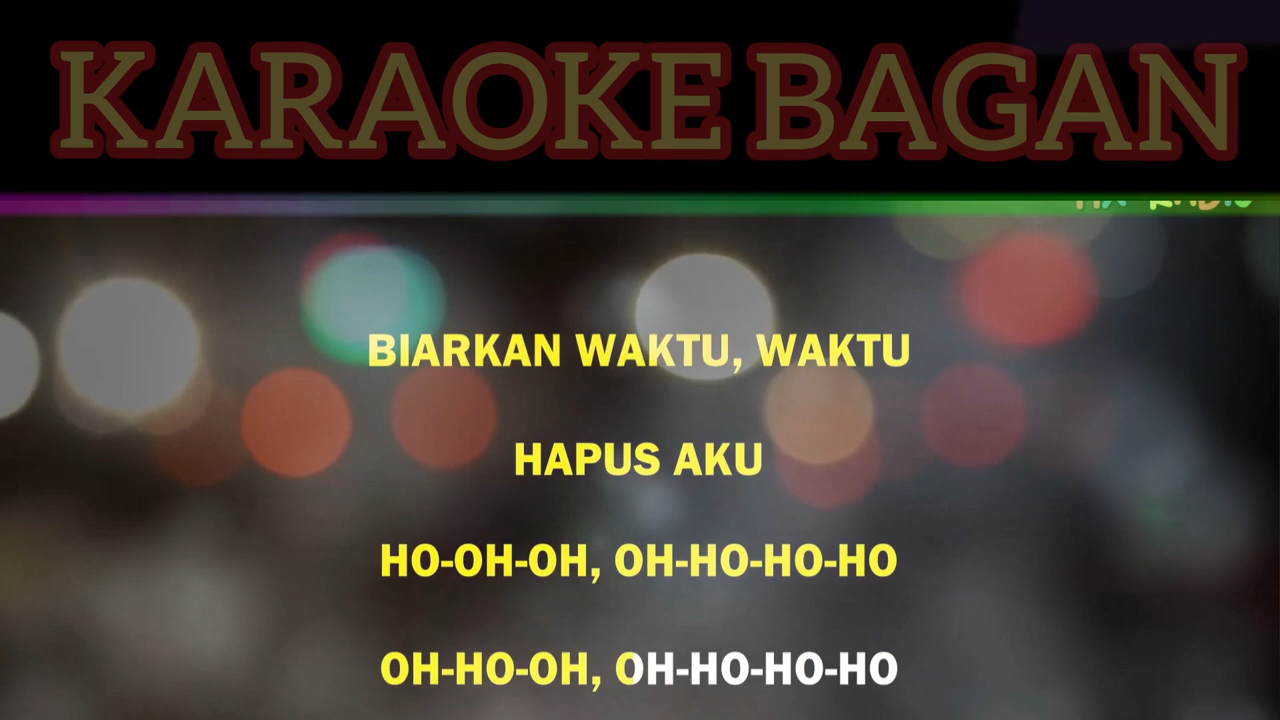 KARAOKE BAGAN
BIARKAN WAKTU, WAKTU
HAPUS AKU
HO-OH-OH, OH-HO-HO-HO
OH-HO-OH, OH-HO-HO-HO